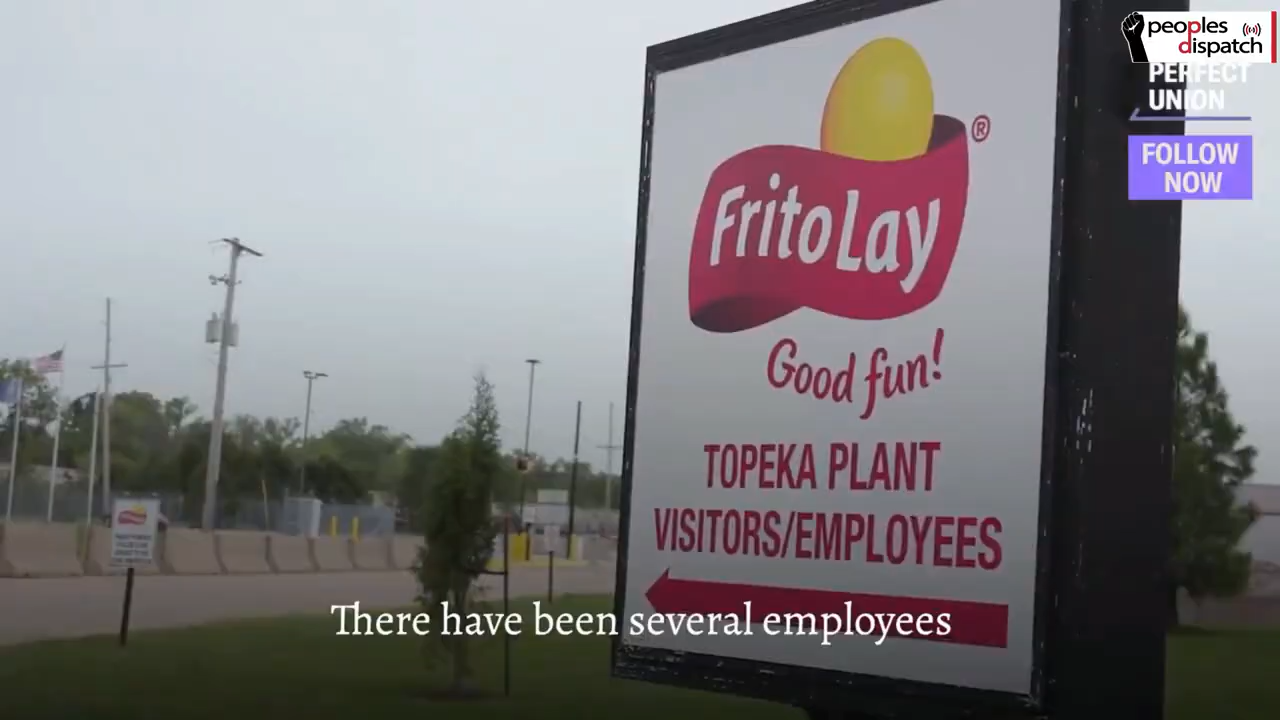 peoples
dispatch
PERFECT
UNION
FOLLOW
NOW
FritoLay®
Good fun!
TOPEKA PLANT
VISITORS/EMPLOYEES
There have been several employees